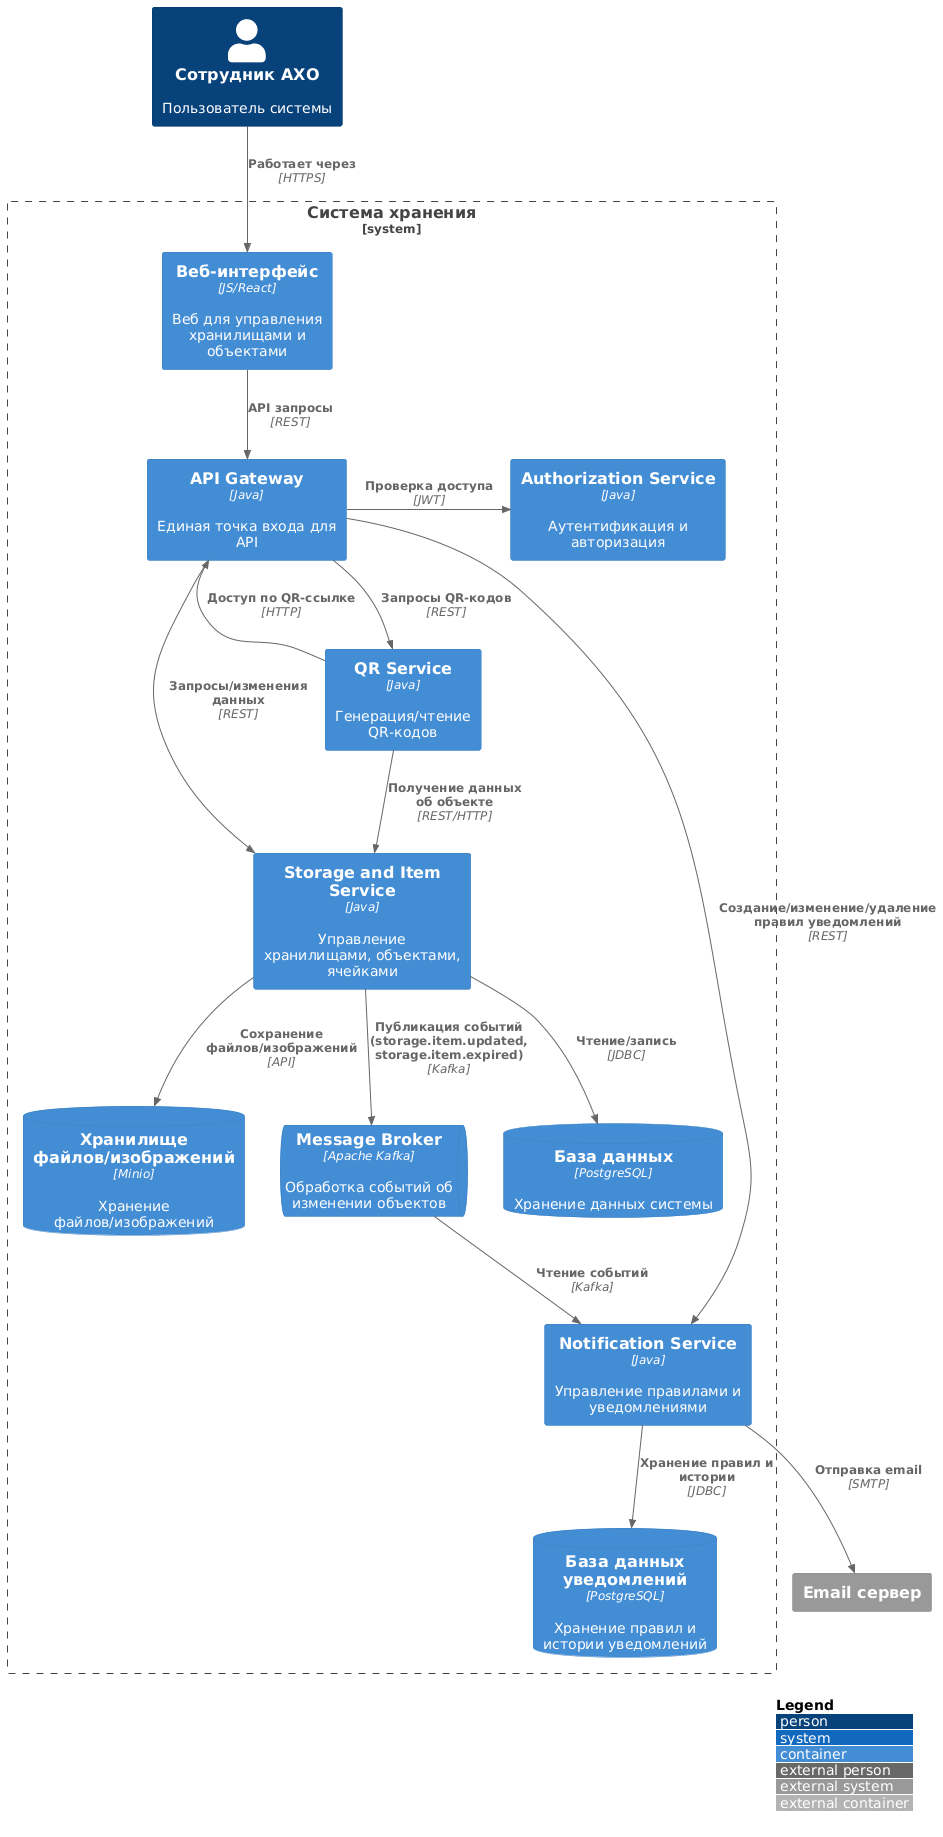 Сотрудник АХО
Пользователь системы
Работает через
[HTTPS]
Система хранения
[system]
Веб-интерфейс
[JS/React]
Веб для управления
хранилищами и
объектами
API запросы
[REST]
API Gateway
[Java]
Единая точка входа для
API
Проверка доступа
[JWT]
Authorization Service
[Java]
Аутентификация и
авторизация
Доступ по QR-ссылке
[HTTP]
Запросы QR-кодов
[REST]
QR Service
[Java]
Генерация/чтение
QR-кодов
Запросы/изменения
данных
[REST]
Получение данных
об объекте
[REST/HTTP]
Storage and Item
Service
[Java]
Управление
хранилищами, объектами,
ячейками
Создание/изменение/удаление
правил уведомлений
[REST]
Сохранение
файлов/изображений
[API]
Публикация событий
(storage.item.updated,
storage.item.expired)
[Kafka]
Чтение/запись
[JDBC]
Хранилище
файлов/изображений
[Minio]
Хранение
файлов/изображений
Message Broker
[Apache Kafka]
Обработка событий об
изменении объектов
База данных
[PostgreSQL]
Хранение данных системы
Чтение событий
[Kafka]
Notification Service
[Java]
Управление правилами и
уведомлениями
Хранение правил и
истории
[JDBC]
Отправка email
[SMTP]
База данных
уведомлений
[PostgreSQL]
Хранение правил и
истории уведомлений
Email сервер
Legend
person
system
container
external person
external system
external container